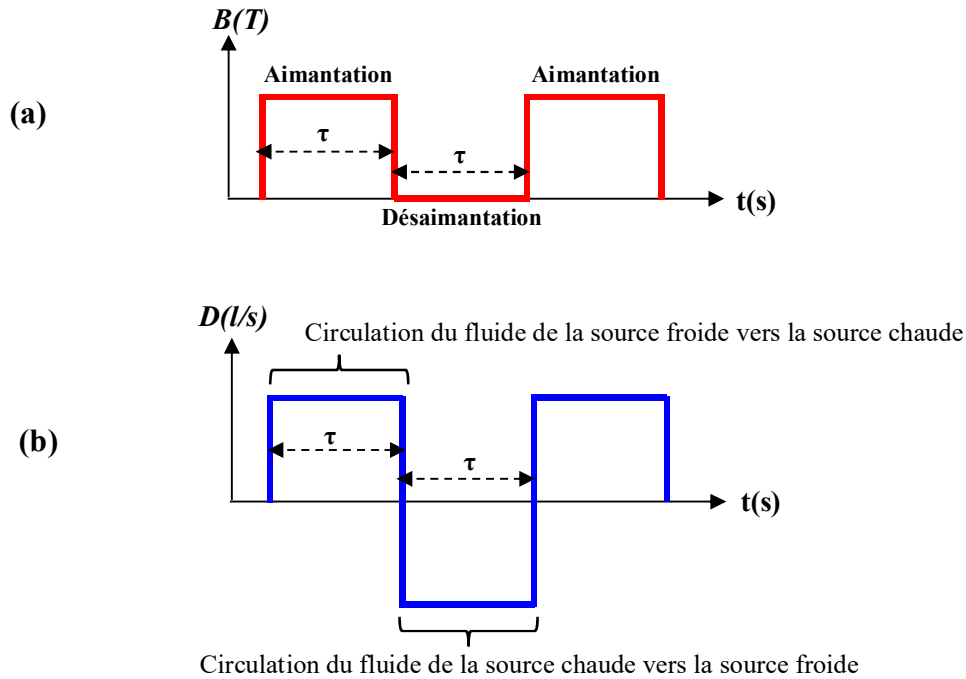 B(T)
Aimantation
Aimantation
(a)
τ
τ
t(s)
Désaimantation
D(l/s)
Circulation du fluide de la source froide vers la source chaude
(b)
τ
τ
t(s)
Circulation du fluide de la source chaude vers la source froide